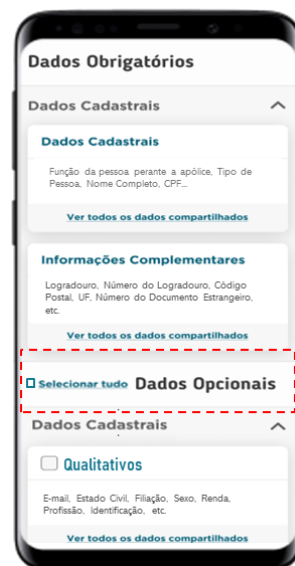 Dados Obrigatórios
Dados Cadastrais
Dados Cadastrais
Função da pessoa perante a apólice, Tipo de
Pessoa, Nome Completo, CPF...
Ver todos os dados compartilhados
Informações Complementares
Logradouro, Número do Logradouro, Código
Postal, UF, Número do Documento Estrangeiro,
etc.
Ver todos os dados compartilhados
Selecionar tudo Dados Opcionais
Dados Cadastrais
Qualitativos
E-mail, Estado Civil, Filiação, Sexo, Renda,
Profissão, Identificação, etc.
Ver todos os dados compartilhados